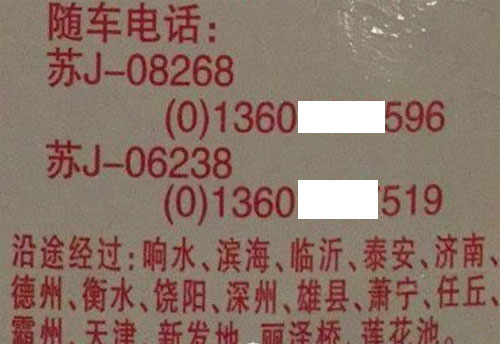 随车电话:
苏J-08268
(0)1360 596
苏J-06238
(0)1360 519
沿途经过:响水、滨海、临沂、泰安、济南、
德州、衡水、饶阳、深州、雄县、萧宁、任丘、
霸州、天津、新发地、丽泽桥、莲花池。